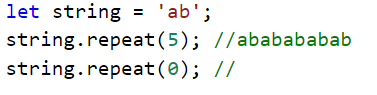 let string = 'ab';
string.repeat(5); //ababababab
string.repeat(0); //